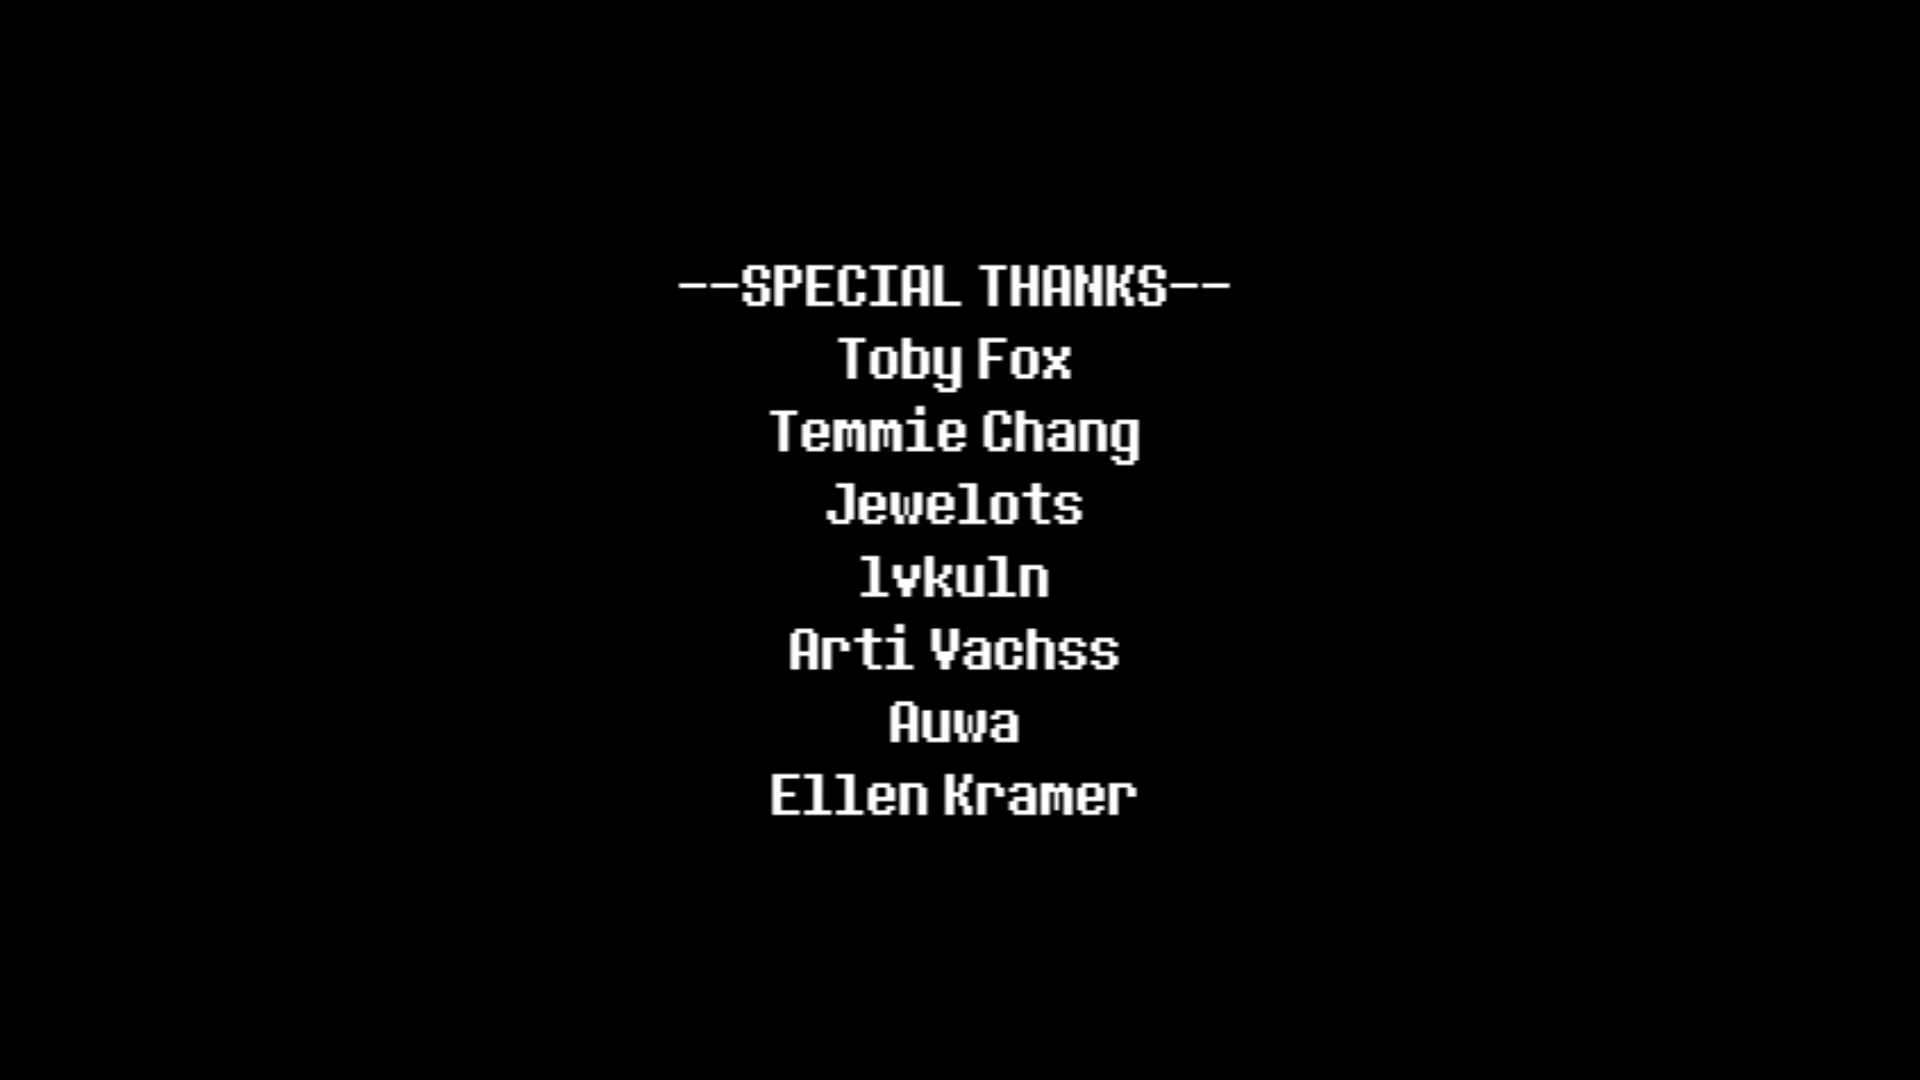 --SPECIAL THANKS--
Toby Fox
Temmie Chang
Jewelots
lvkuln
Arti Vachss
Auwa
Ellen Kramer